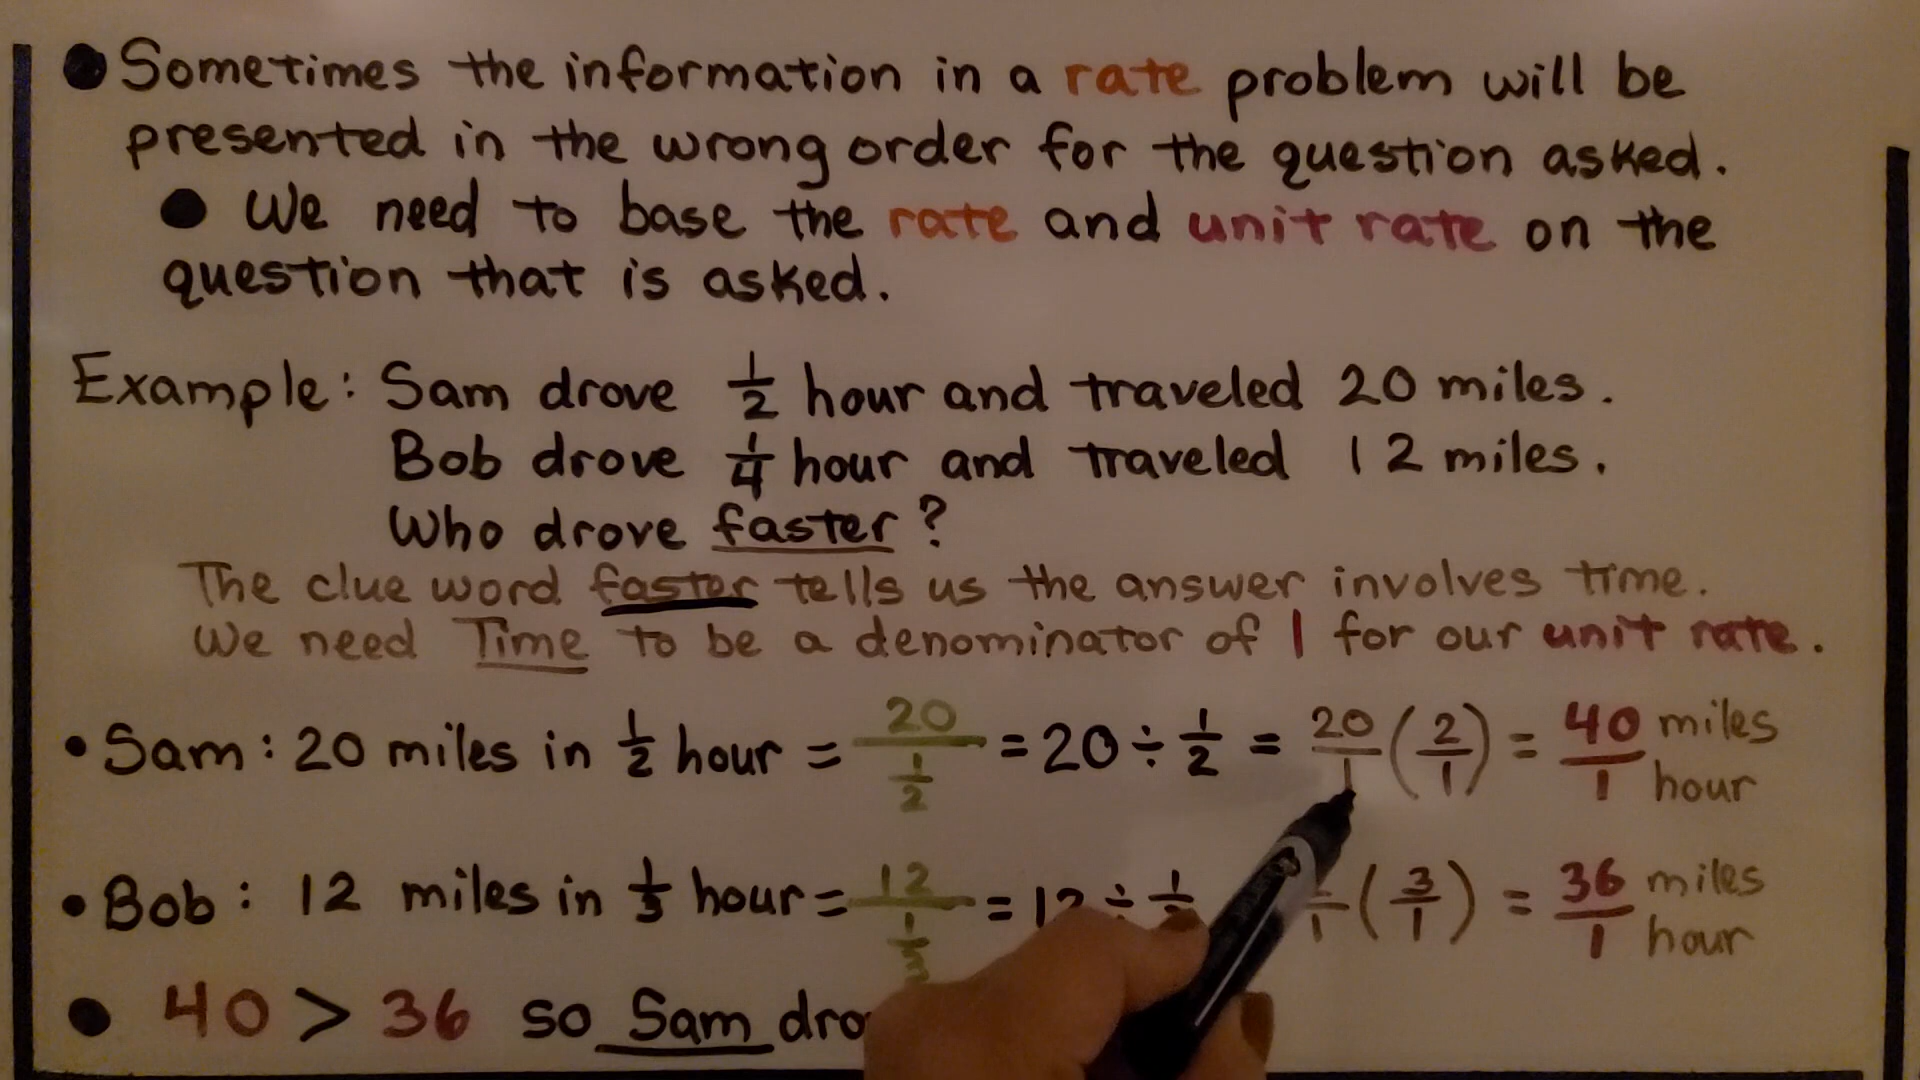 ● Sometimes the information in a rate problem will be
presented in the wrong order for the question asked.
● We need to base the rate and unit rate on the
question that is asked.
Example: Sam drove 1/2 hour and traveled 20 miles.
Bob drove 1/4 hour and traveled 12 miles.
Who drove faster?
The clue word faster tells us the answer involves time.
We need Time to be a denominator of 1 for our unit rate.
• Sam: 20 miles in 1/2 hour = 20/(1/2) = 20 ÷ 1/2 = 20/1 (2/1) = 40/1 miles/hour
• Bob: 12 miles in 1/3 hour = 12/(1/3) = 12 ÷ (3/1) = 36/1 miles/hour
● 40 > 36 so Sam